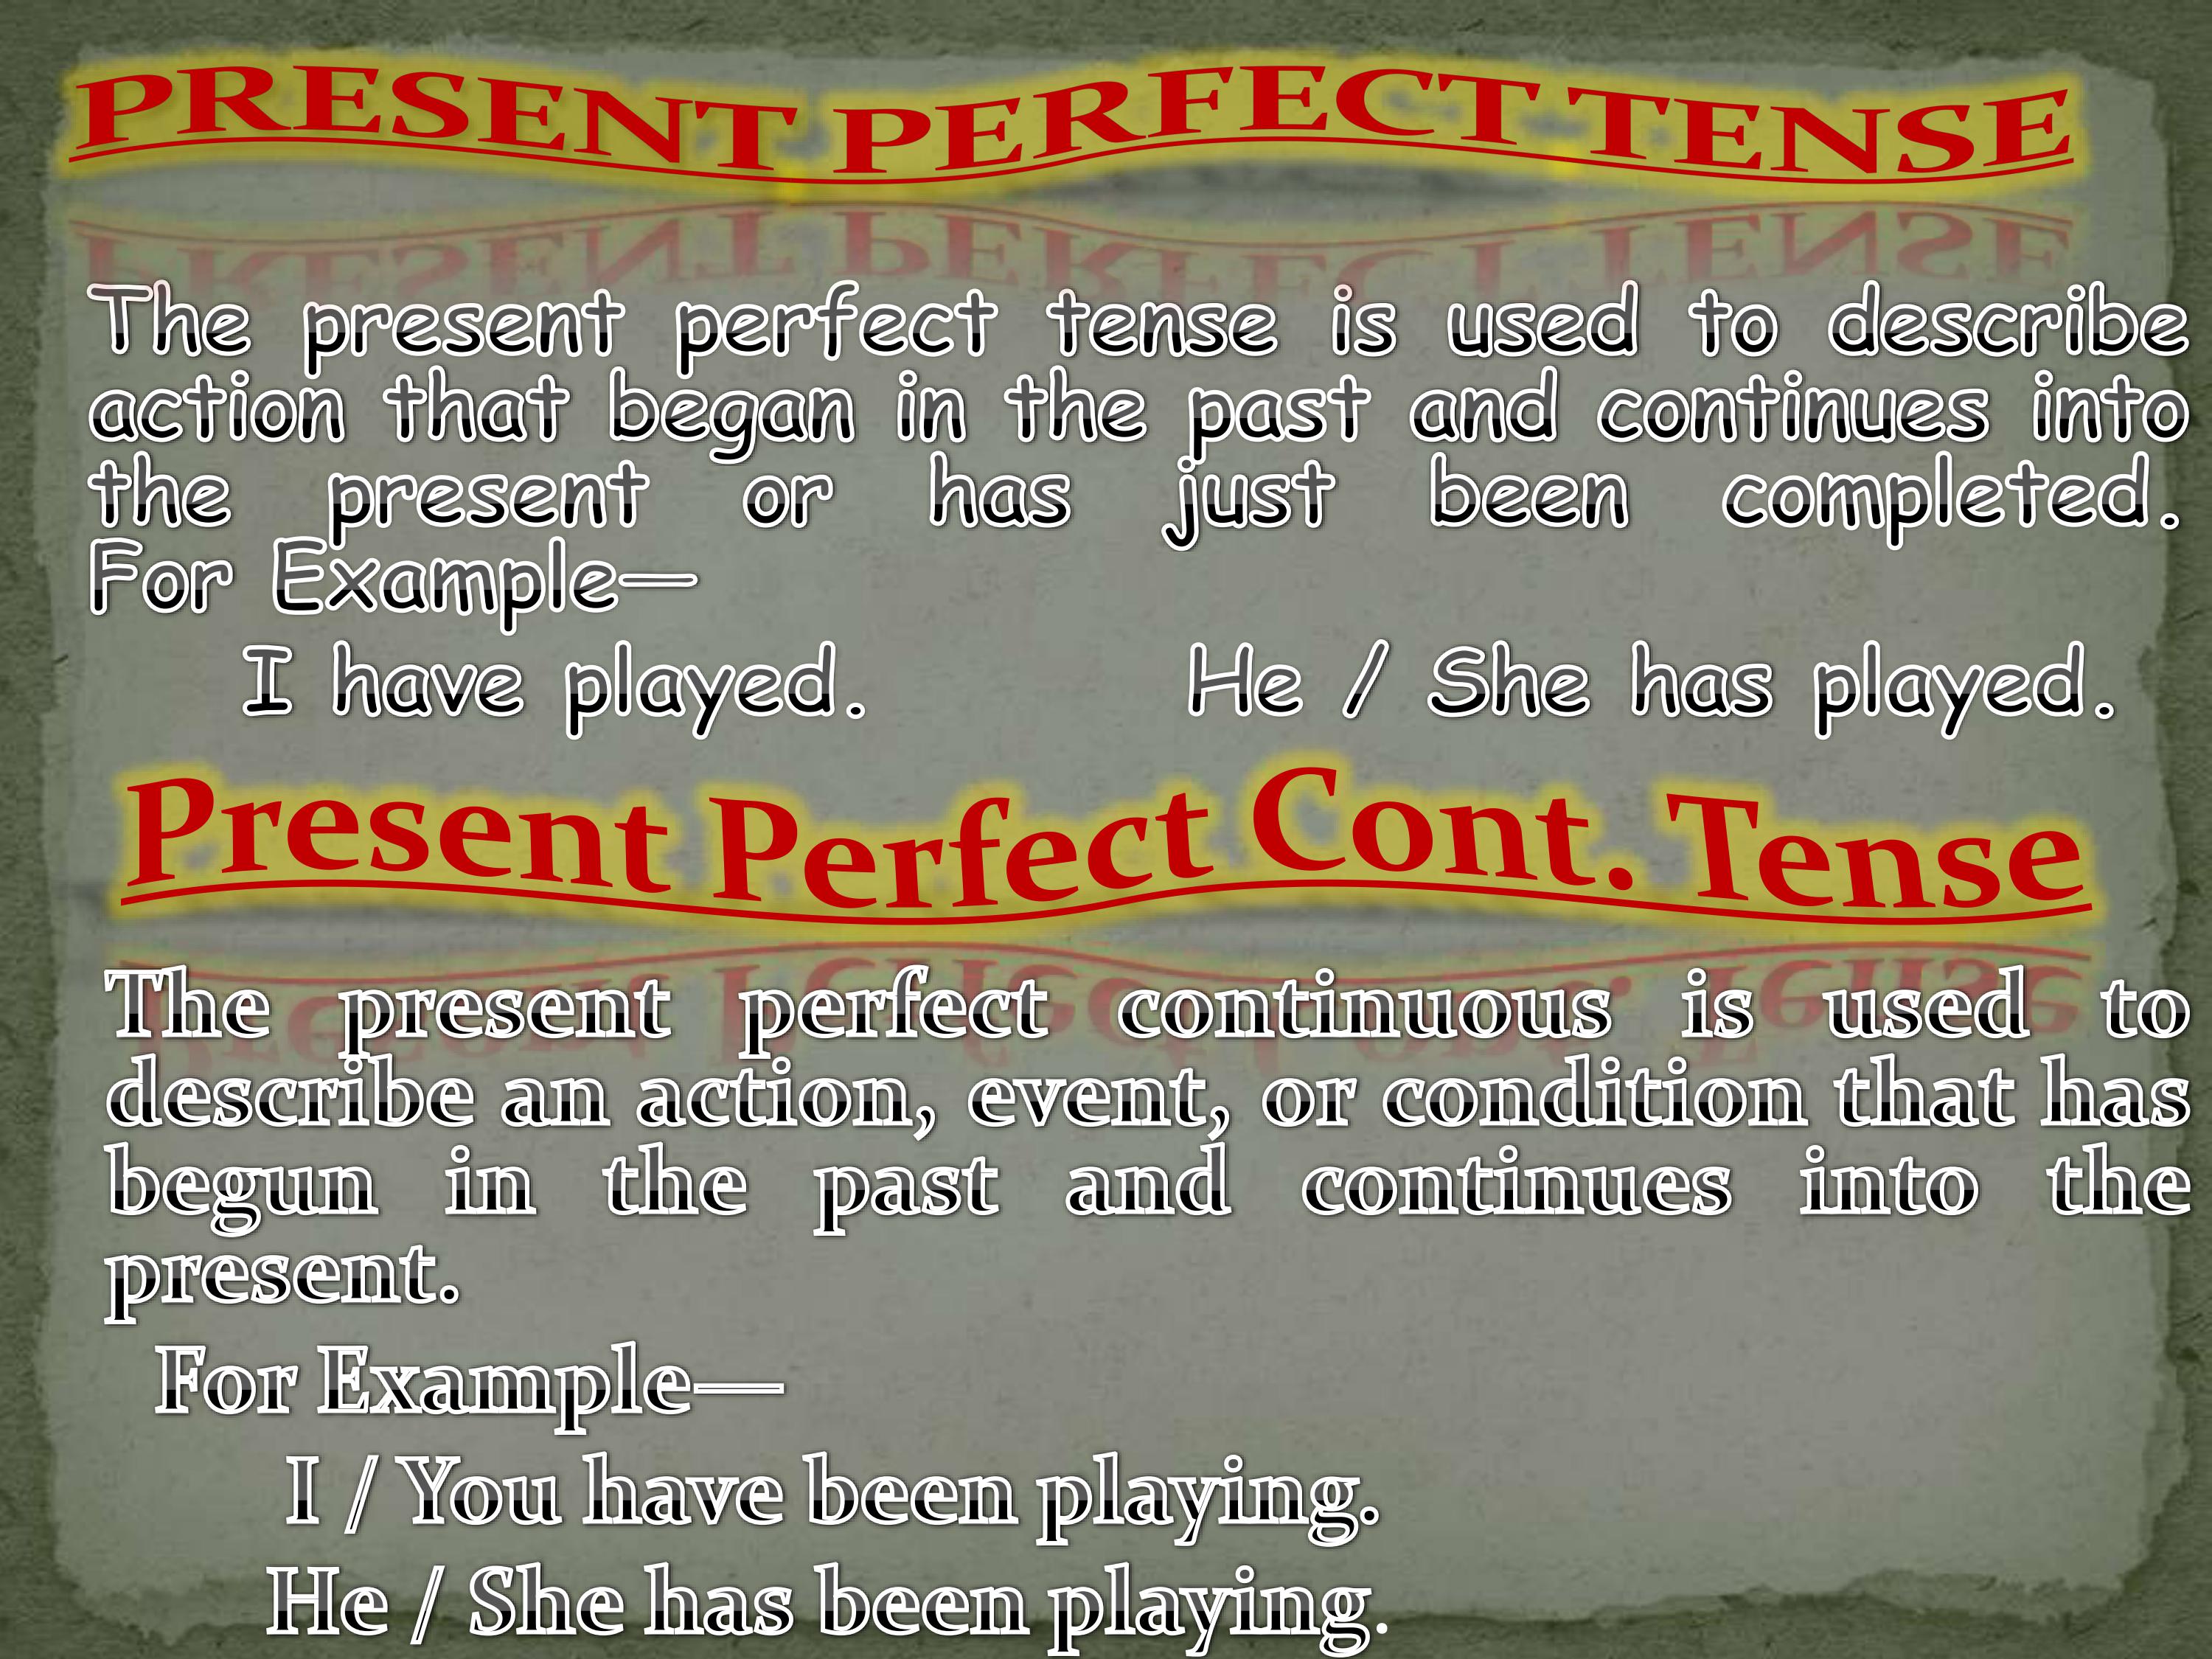 PRESENT PERFECT TENSE
The present perfect tense is used to describe
action that began in the past and continues into
the present or has just been completed.
For Example—
I have played. He / She has played.
Present Perfect Cont. Tense
The present perfect continuous is used to
describe an action, event, or condition that has
begun in the past and continues into the
present.
For Example—
I / You have been playing.
He / She has been playing.